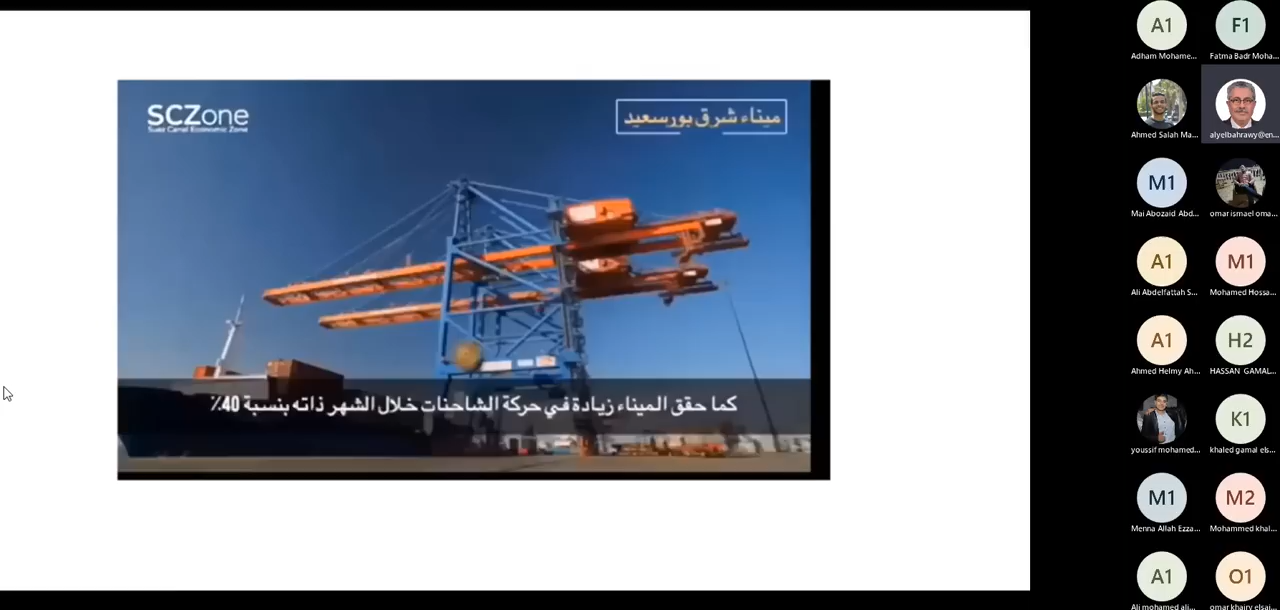 SCZone
Suez Canal Economic Zone
ميناء شرق بورسعيد
كما حقق الميناء زيادة في حركة الشاحنات خلال الشهر ذاته بنسبة 40٪
A1
F1
Adham Mohame...
Fatma Badr Moha...
Ahmed Salah Ma...
alyelbahrawy@en...
M1
Mai Abozaid Abd...
omar ismael oma...
A1
M1
Ali Abdelfattah S...
Mohamed Hossa...
A1
H2
Ahmed Helmy Ah...
HASSAN GAMAL...
K1
youssif mohamed...
khaled gamal els...
M1
M2
Menna Allah Ezza...
Mohammed khal...
A1
O1
Ali mohamed ali...
omar khairy elsai...